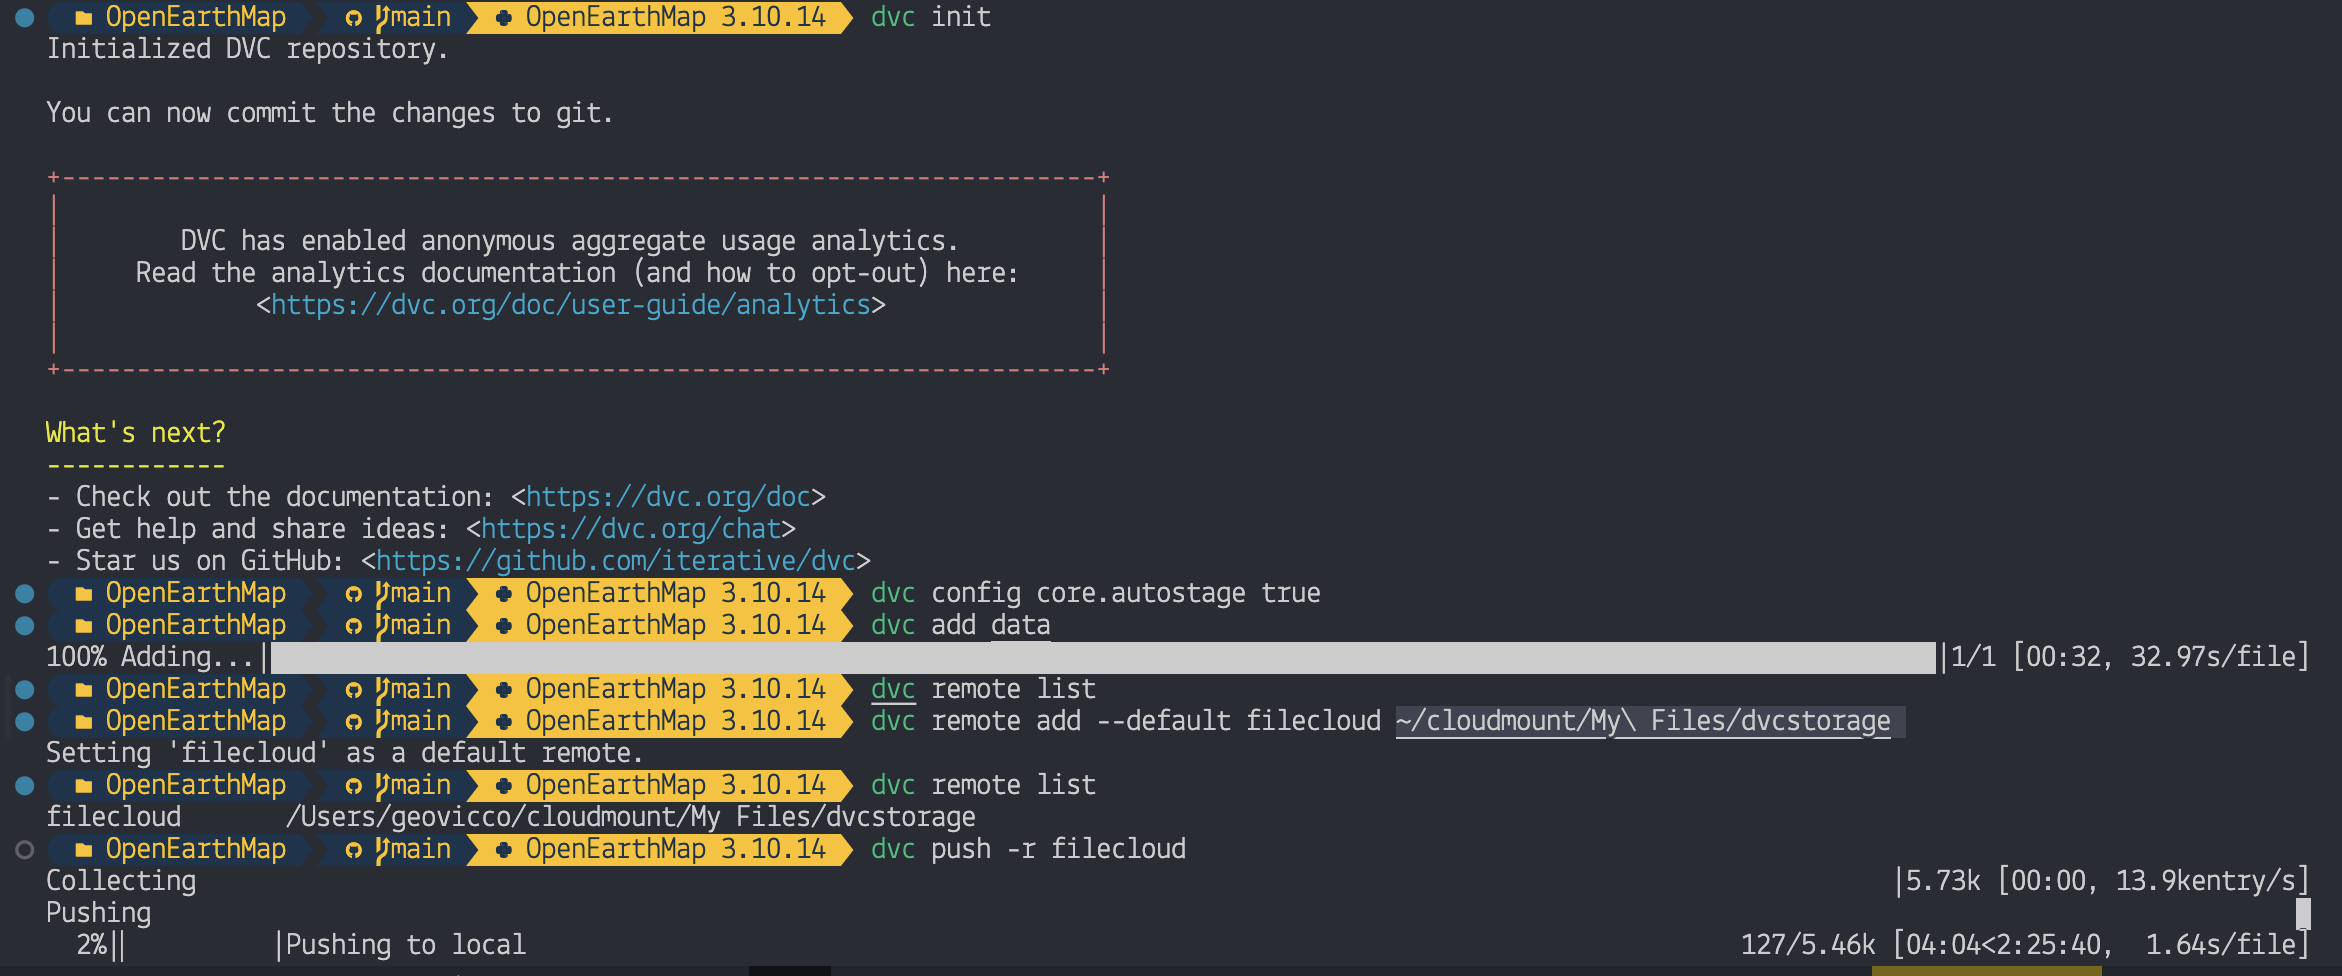 OpenEarthMap main OpenEarthMap 3.10.14 dvc init
Initialized DVC repository.
You can now commit the changes to git.
+---------------------------------------------------------------------+
DVC has enabled anonymous aggregate usage analytics.
Read the analytics documentation (and how to opt-out) here:
<https://dvc.org/doc/user-guide/analytics>
+---------------------------------------------------------------------+
What's next?
------------
- Check out the documentation: <https://dvc.org/doc>
- Get help and share ideas: <https://dvc.org/chat>
- Star us on GitHub: <https://github.com/iterative/dvc>
OpenEarthMap main OpenEarthMap 3.10.14 dvc config core.autostage true
OpenEarthMap main OpenEarthMap 3.10.14 dvc add data
100% Adding...| |1/1 [00:32, 32.97s/file]
OpenEarthMap main OpenEarthMap 3.10.14 dvc remote list
OpenEarthMap main OpenEarthMap 3.10.14 dvc remote add --default filecloud ~/cloudmount/My\ Files/dvcstorage
Setting 'filecloud' as a default remote.
OpenEarthMap main OpenEarthMap 3.10.14 dvc remote list
filecloud /Users/geovicco/cloudmount/My Files/dvcstorage
OpenEarthMap main OpenEarthMap 3.10.14 dvc push -r filecloud
Collecting |5.73k [00:00, 13.9kentry/s]
Pushing
2%|| |Pushing to local 127/5.46k [04:04<2:25:40, 1.64s/file]